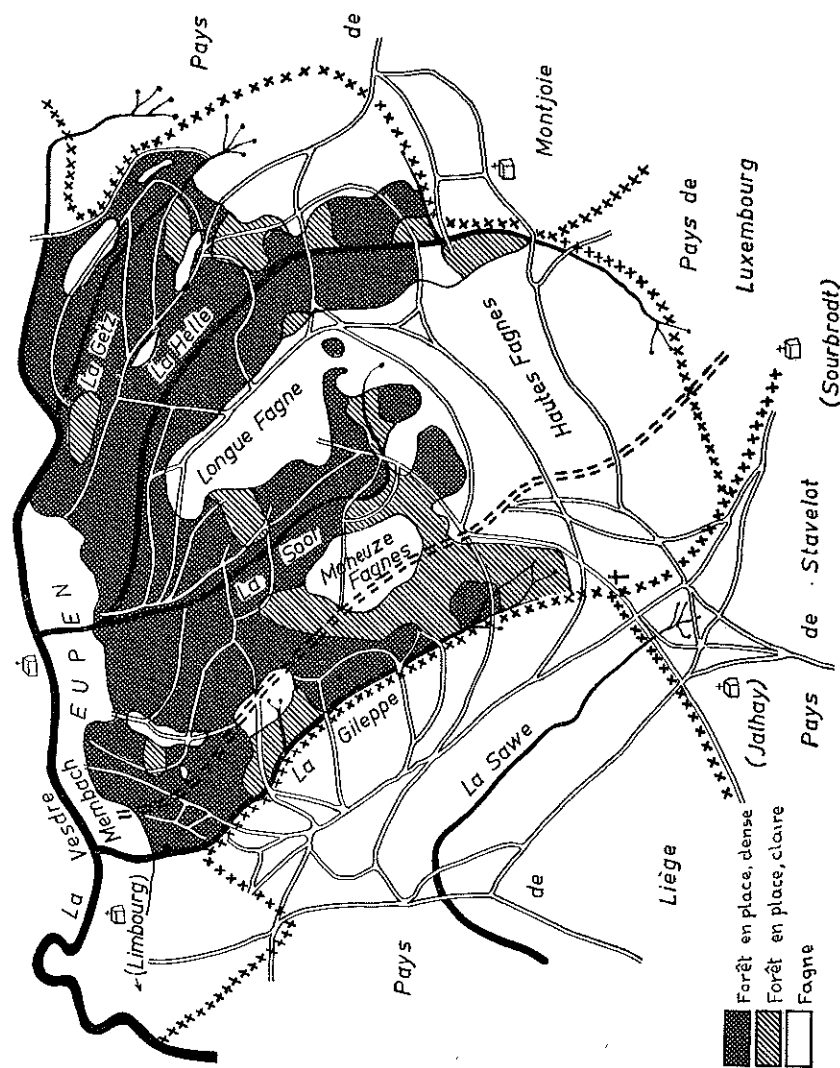 Pays
de
Montjoie
Pays de
Luxembourg
(Sourbrodt)
La Getz
La Helle
Longue Fagne
Hautes Fagnes
La Soor
Moheuze
Fagnes
EUPEN
Membach
La Vesdre
(Limbourg)
La Gileppe
La Sawe
(Jalhay)
Pays de Stavelot
Pays
de
Liège
Forêt en place, dense
Forêt en place, claire
Fagne